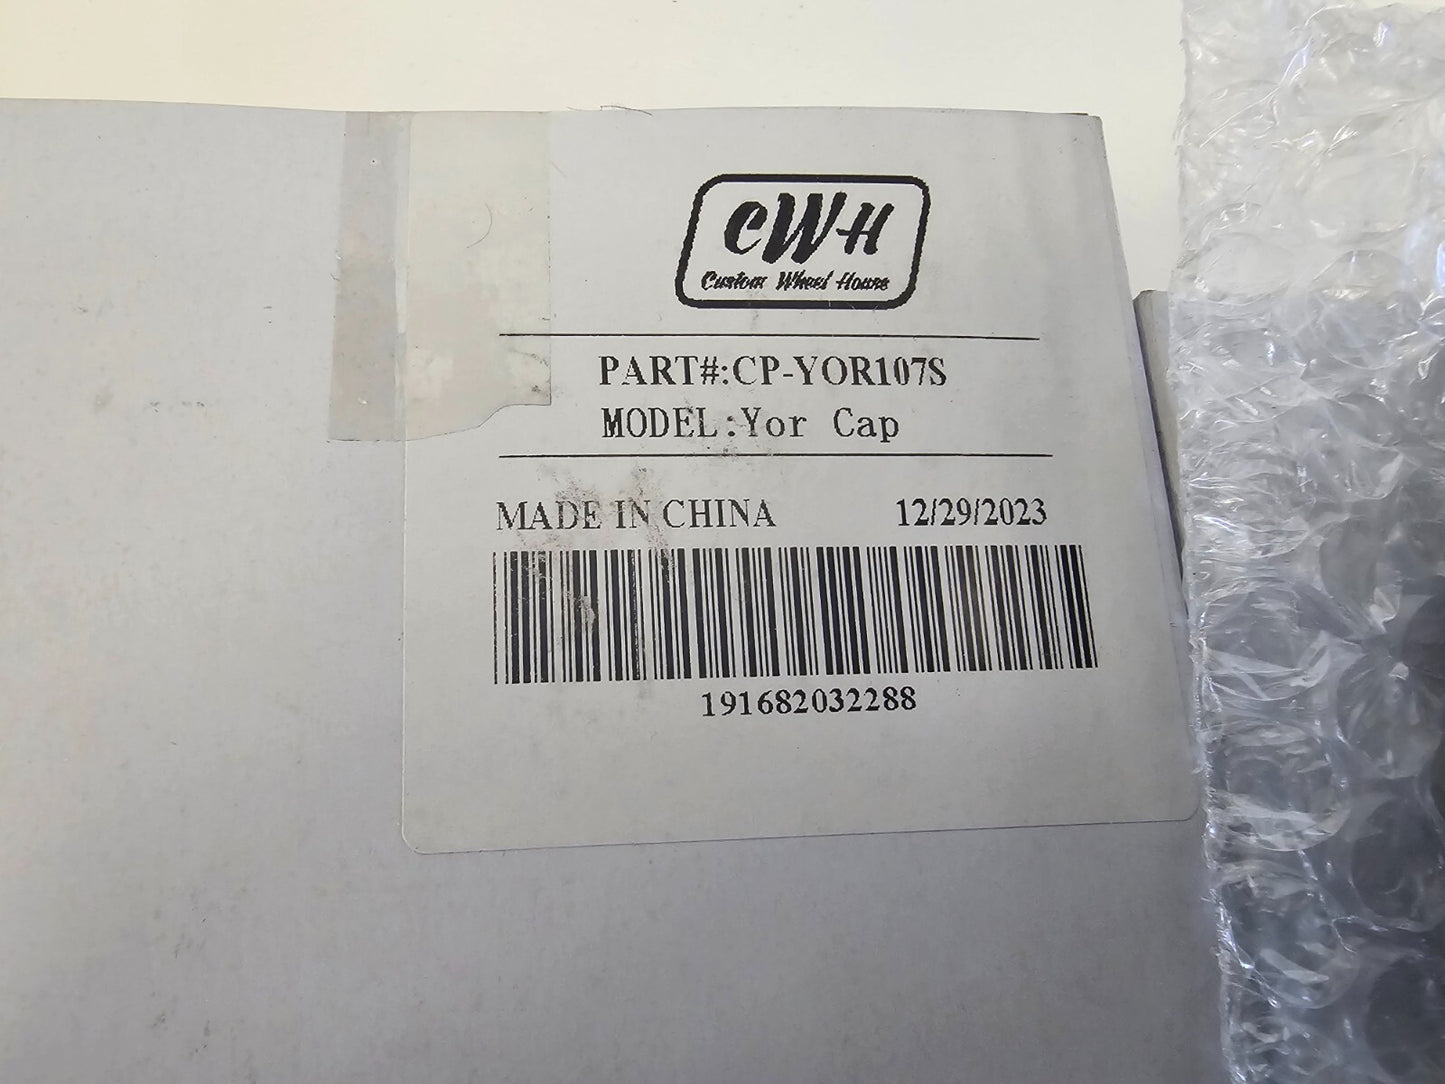 CWH
Custom Wheel House
PART#:CP-YOR107S
MODEL:Yor Cap
MADE IN CHINA 12/29/2023
191682032288